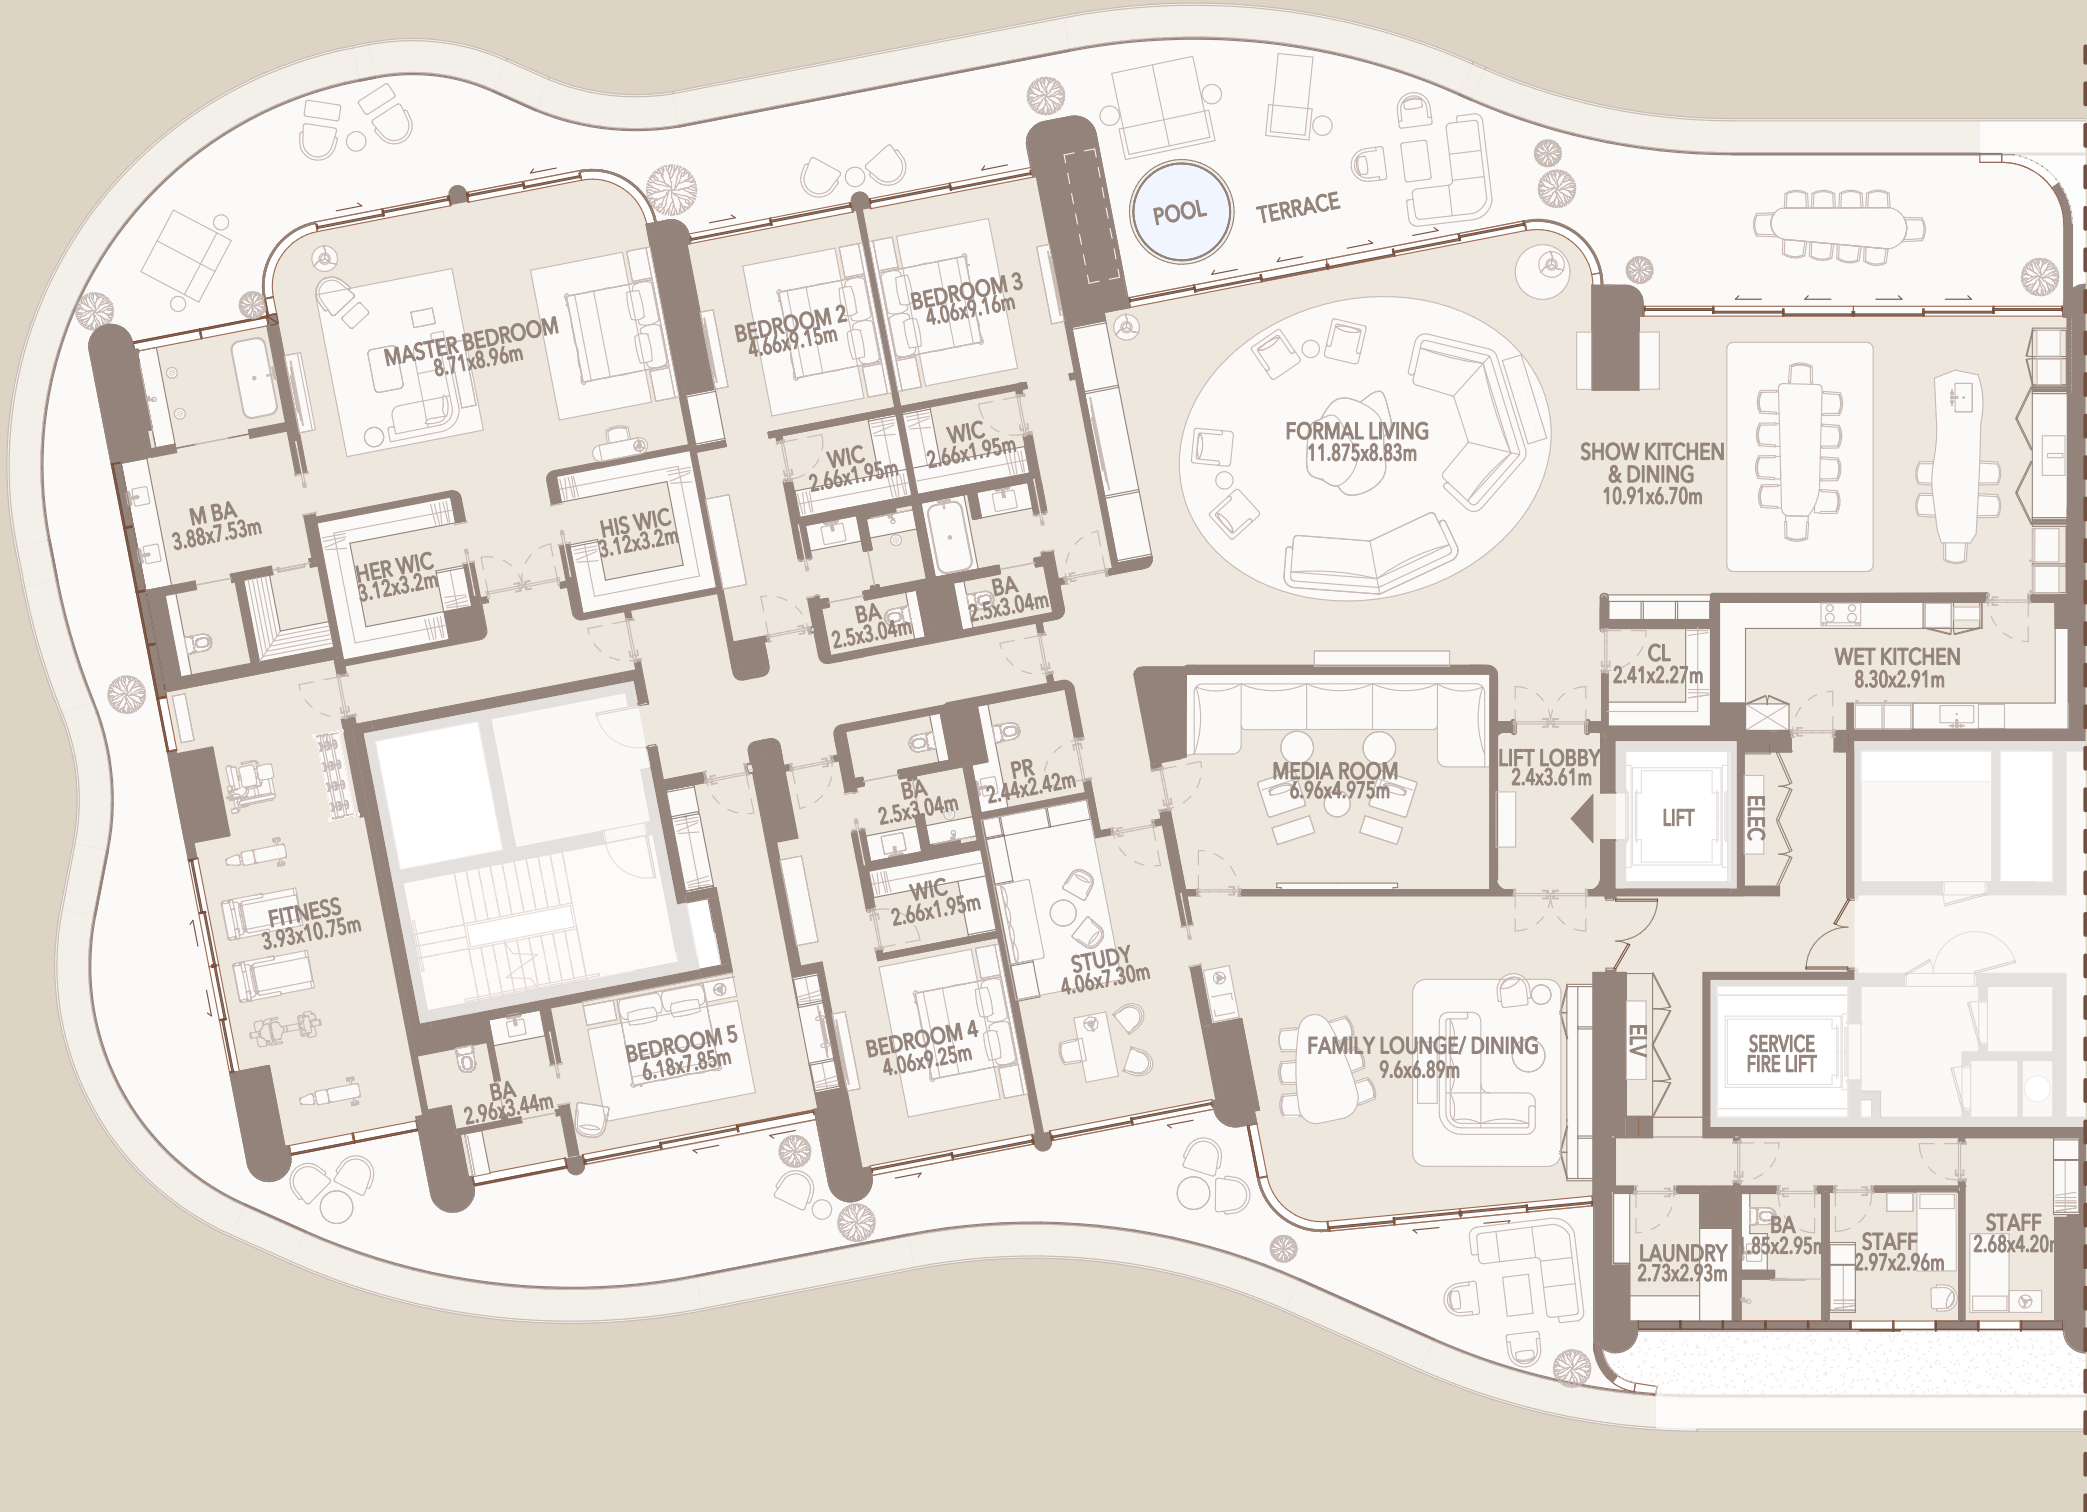 POOL
TERRACE
MASTER BEDROOM
8.71x8.96m
BEDROOM 2
4.66x9.15m
BEDROOM 3
4.06x9.16m
FORMAL LIVING
11.875x8.83m
SHOW KITCHEN
& DINING
10.91x6.70m
WIC
2.66x1.95m
WIC
2.66x1.95m
M BA
3.88x7.53m
HER WIC
3.12x3.2m
HIS WIC
3.12x3.2m
BA
2.5x3.04m
BA
2.5x3.04m
CL
2.41x2.27m
WET KITCHEN
8.30x2.91m
MEDIA ROOM
6.96x4.975m
LIFT LOBBY
2.4x3.61m
LIFT
ELEC
PR
2.44x2.42m
BA
2.5x3.04m
WIC
2.66x1.95m
FITNESS
3.93x10.75m
STUDY
4.06x7.30m
BEDROOM 5
6.18x7.85m
BEDROOM 4
4.06x9.25m
FAMILY LOUNGE/ DINING
9.6x6.89m
ELV
SERVICE
FIRE LIFT
BA
2.96x3.44m
LAUNDRY
2.73x2.93m
BA
1.85x2.95m
STAFF
2.97x2.96m
STAFF
2.68x4.20m